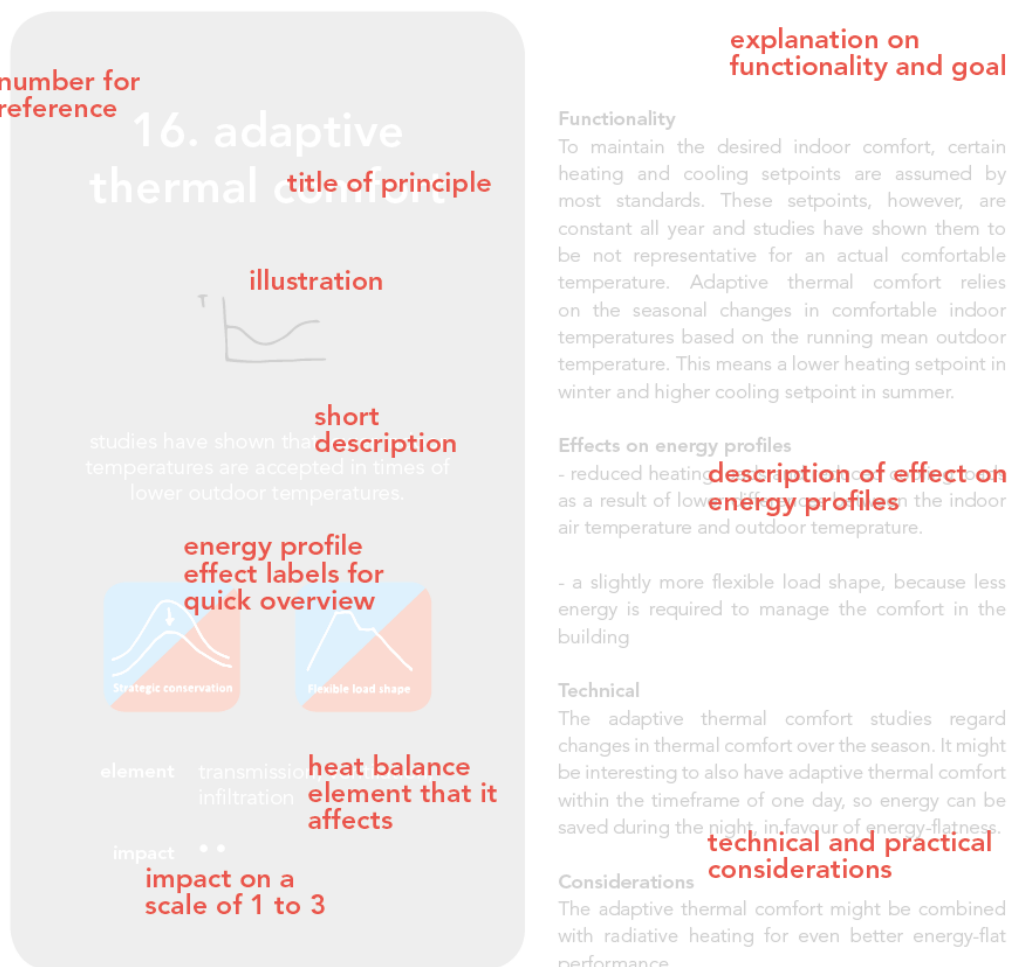 number for
reference
16. adaptive
thermal comfort
title of principle
illustration
T
short
description
studies have shown that
temperatures are accepted in times of
lower outdoor temperatures.
energy profile
effect labels for
quick overview
Strategic conservation
Flexible load shape
element
transmission,
infiltration
heat balance
element that it
affects
impact
impact on a
scale of 1 to 3
explanation on
functionality and goal
Functionality
To maintain the desired indoor comfort, certain
heating and cooling setpoints are assumed by
most standards. These setpoints, however, are
constant all year and studies have shown them to
be not representative for an actual comfortable
temperature. Adaptive thermal comfort relies
on the seasonal changes in comfortable indoor
temperatures based on the running mean outdoor
temperature. This means a lower heating setpoint in
winter and higher cooling setpoint in summer.
Effects on energy profiles
- reduced heating
as a result of lower differences between the indoor
air temperature and outdoor temeprature.
description of effect on
energy profiles
- a slightly more flexible load shape, because less
energy is required to manage the comfort in the
building
Technical
The adaptive thermal comfort studies regard
changes in thermal comfort over the season. It might
be interesting to also have adaptive thermal comfort
within the timeframe of one day, so energy can be
saved during the night, in favour of energy-flatness.
technical and practical
considerations
Considerations
The adaptive thermal comfort might be combined
with radiative heating for even better energy-flat
performance